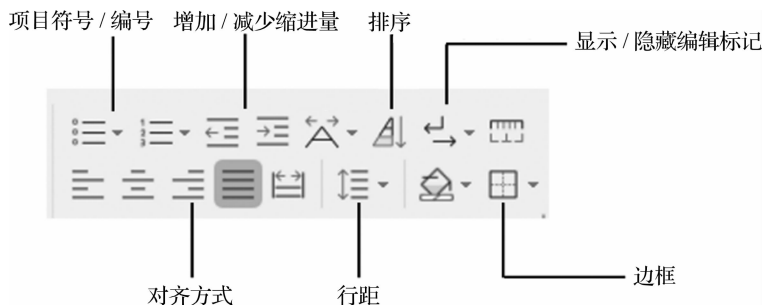 项目符号 / 编号
增加 / 减少缩进量
排序
显示 / 隐藏编辑标记
对齐方式
行距
边框